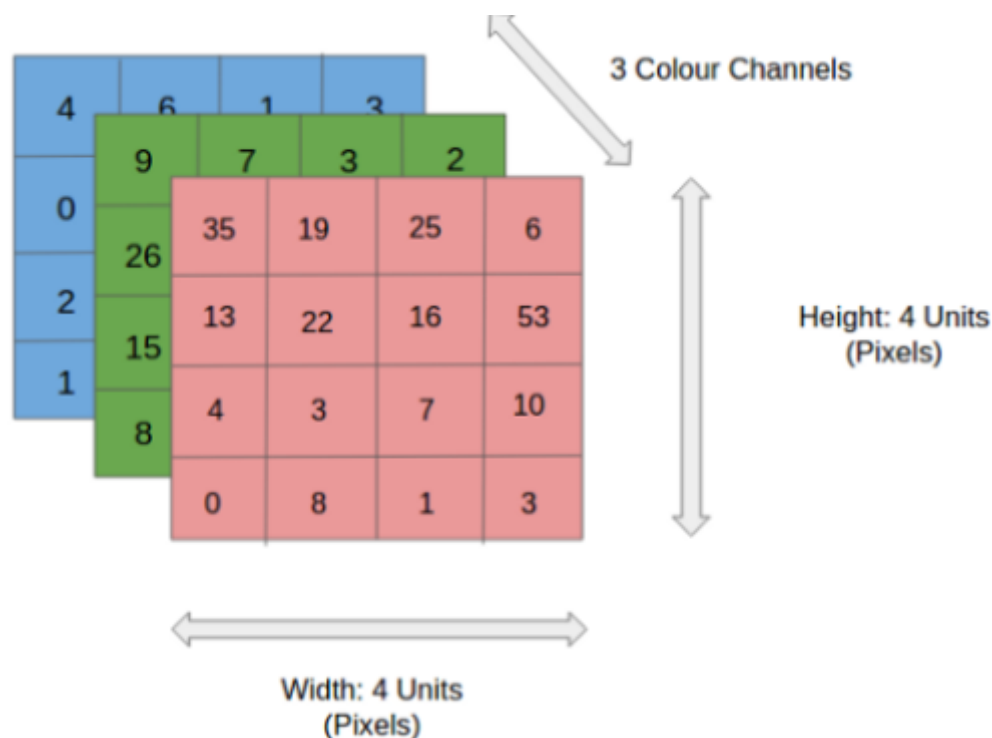 3 Colour Channels
4 6 1 3
9 7 3 2
35 19 25 6
0
26
13 22 16 53
2
15
4 3 7 10
1
8
0 8 1 3
Height: 4 Units
(Pixels)
Width: 4 Units
(Pixels)